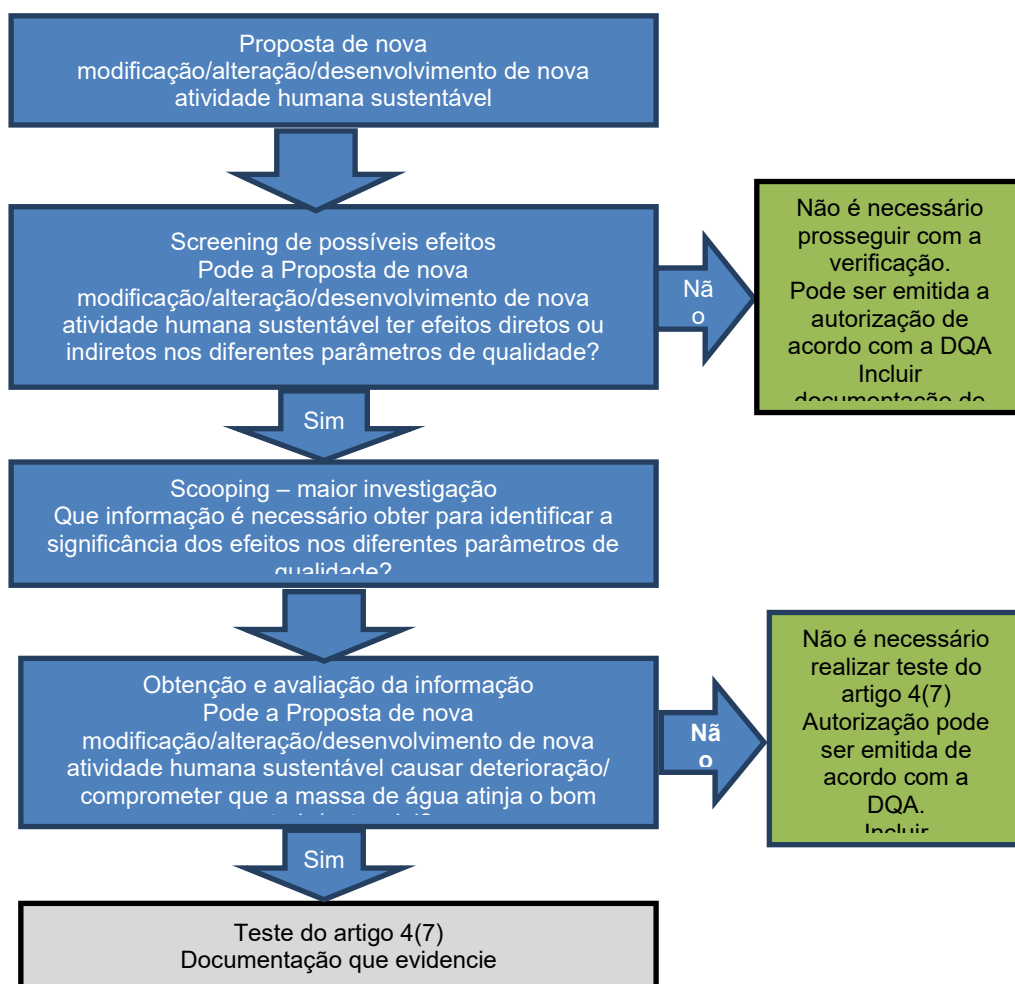 Proposta de nova
modificação/alteração/desenvolvimento de nova
atividade humana sustentável
Screening de possíveis efeitos
Pode a Proposta de nova
modificação/alteração/desenvolvimento de nova
atividade humana sustentável ter efeitos diretos ou
indiretos nos diferentes parâmetros de qualidade?
Nã
o
Não é necessário
prosseguir com a
verificação.
Pode ser emitida a
autorização de
acordo com a DQA
Incluir
documentação de
Sim
Scooping – maior investigação
Que informação é necessário obter para identificar a
significância dos efeitos nos diferentes parâmetros de
qualidade?
Obtenção e avaliação da informação
Pode a Proposta de nova
modificação/alteração/desenvolvimento de nova
atividade humana sustentável causar deterioração/
comprometer que a massa de água atinja o bom
Nã
o
Não é necessário
realizar teste do
artigo 4(7)
Autorização pode
ser emitida de
acordo com a
DQA.
Incluir
Sim
Teste do artigo 4(7)
Documentação que evidencie